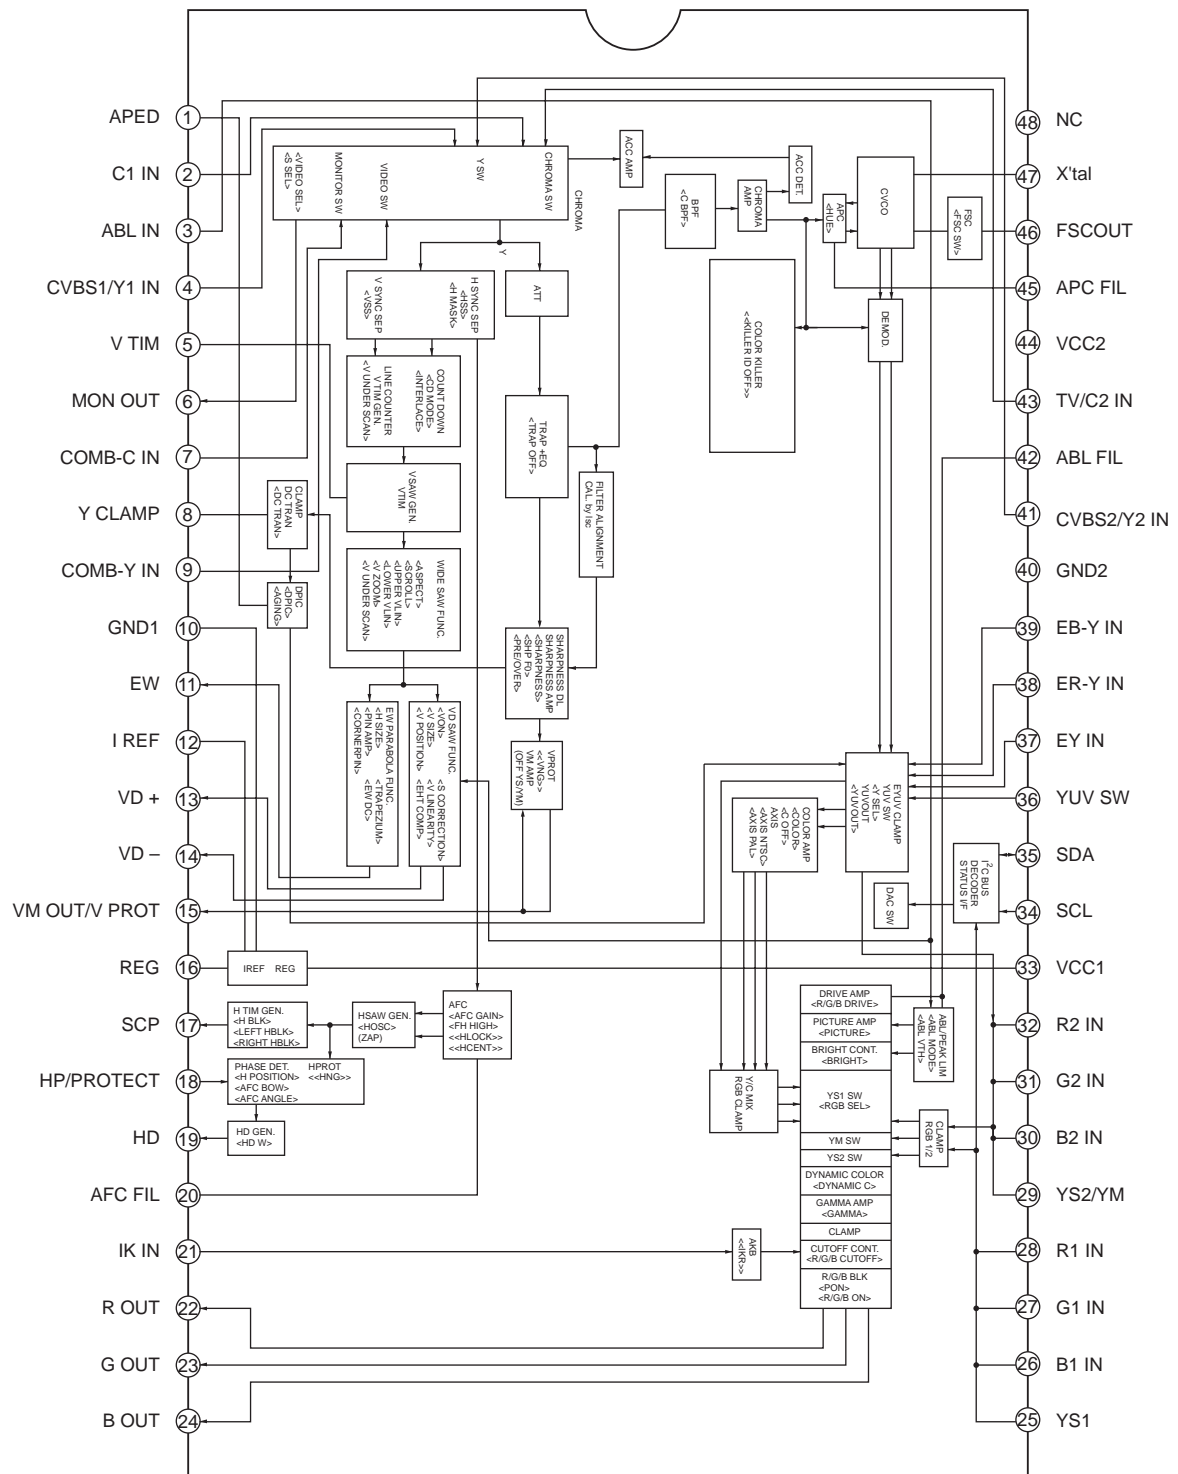 APED
1
C1 IN
2
ABL IN
3
CVBS1/Y1 IN
4
V TIM
5
MON OUT
6
COMB-C IN
7
Y CLAMP
8
COMB-Y IN
9
GND1
10
EW
11
I REF
12
VD +
13
VD –
14
VM OUT/V PROT
15
REG
16
SCP
17
HP/PROTECT
18
HD
19
AFC FIL
20
IK IN
21
R OUT
22
G OUT
23
B OUT
24
48
NC
47
X'tal
46
FSCOUT
45
APC FIL
44
VCC2
43
TV/C2 IN
42
ABL FIL
41
CVBS2/Y2 IN
40
GND2
39
EB-Y IN
38
ER-Y IN
37
EY IN
36
YUV SW
35
SDA
34
SCL
33
VCC1
32
R2 IN
31
G2 IN
30
B2 IN
29
YS2/YM
28
R1 IN
27
G1 IN
26
B1 IN
25
YS1
CHROMA SW
Y SW
VIDEO SW
MONITOR SW
<VIDEO SEL>
<S SEL>
CHROMA
Y
ACC AMP
ACC DET.
BPF
<C BPF>
CHROMA
AMP
APC
<HUE>
CVCO
FSC
<FSC SW>
H SYNC SEP
<HSS>
<H MASK>
V SYNC SEP
<VSS>
ATT
COLOR KILLER
<<KILLER ID OFF>>
DEMOD.
COUNT DOWN
<CD MODE>
<INTERLACE>
LINE COUNTER
V TIM GEN.
<V UNDER SCAN>
TRAP +EQ
<TRAP OFF>
FILTER ALIGNMENT
CAL. by fsc
VSAW GEN.
VTIM
CLAMP
DC TRAN
<DC TRAN>
DPIC
<DPIC>
<AGING>
WIDE SAW FUNC.
<ASPECT>
<SCROLL>
<UPPER VLIN>
<LOWER VLIN>
<V ZOOM>
<V UNDER SCAN>
SHARPNESS DL
SHARPNESS AMP
<SHARPNESS>
<SHP F0>
<PRE/OVER>
VD SAW FUNC.
<VON>
<V SIZE>
<V POSITION>
<S CORRECTION>
<V LINEARITY>
<EHT COMP>
EW PARABOLA FUNC.
<H SIZE>
<PIN AMP>
<CORNERPIN>
<TRAPEZIUM>
<EW DC>
VPROT
<<VNG>>
VM AMP
(OFF YS/YM)
EYUV CLAMP
YUV SW
<Y SEL>
YUVOUT
<YUVOUT>
COLOR AMP
<COLOR>
<C OFF>
AXIS
<AXIS NTSC>
<AXIS PAL>
DAC SW
I2C BUS
DECODER
STATUS I/F
IREF REG
AFC
<AFC GAIN>
<FH HIGH>
<<HLOCK>>
<<HCENT>>
HSAW GEN.
<HOSC>
(ZAP)
H TIM GEN.
<H BLK>
<LEFT HBLK>
<RIGHT HBLK>
PHASE DET. HPROT
<H POSITION> <<HNG>>
<AFC BOW>
<AFC ANGLE>
HD GEN.
<HD W>
DRIVE AMP
<R/G/B DRIVE>
PICTURE AMP
<PICTURE>
BRIGHT CONT.
<BRIGHT>
YS1 SW
<RGB SEL>
YM SW
YS2 SW
DYNAMIC COLOR
<DYNAMIC C>
GAMMA AMP
<GAMMA>
CLAMP
CUTOFF CONT.
<R/G/B CUTOFF>
R/G/B BLK
<PON>
<R/G/B ON>
ABL/PEAK LIM
<ABL MODE>
<ABL VTH>
Y/C MIX
RGB CLAMP
CLAMP
RGB 1/2
AKB
<<IKR>>